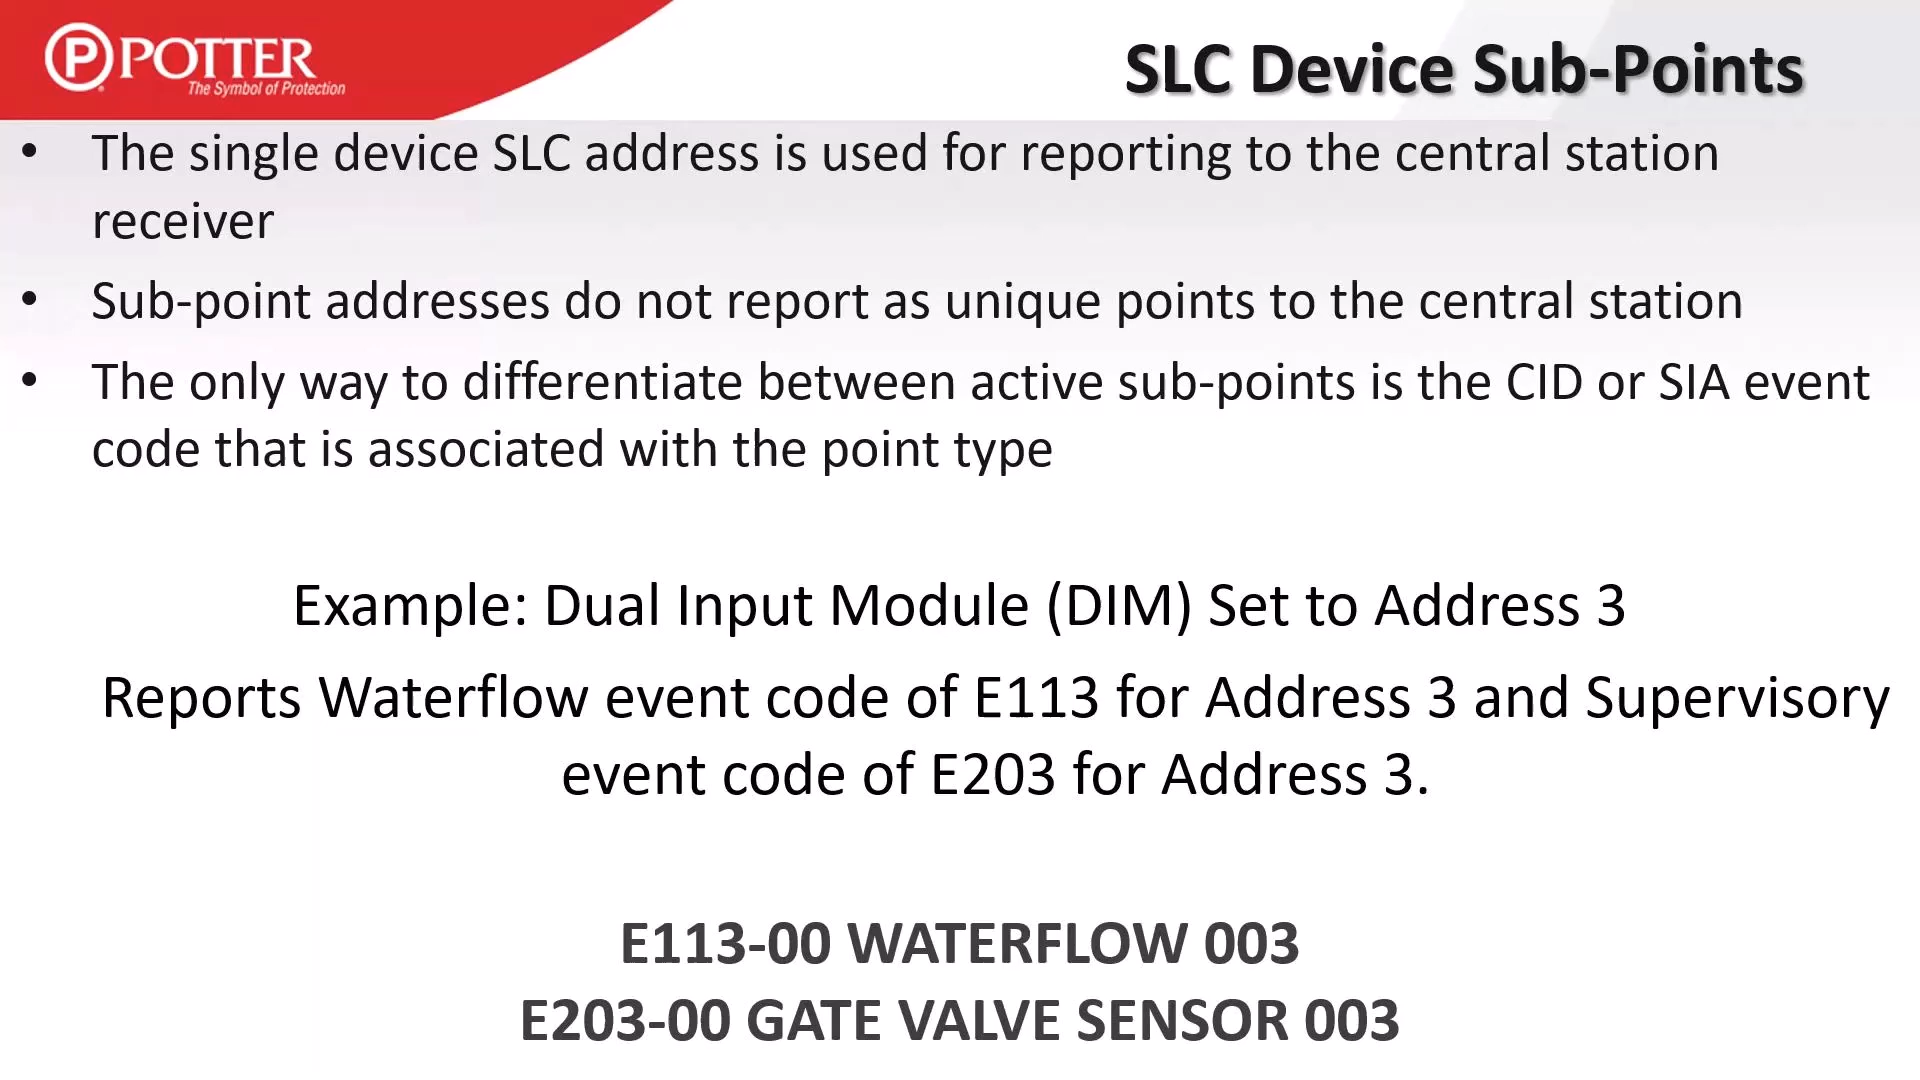 PPOTTER
The Symbol of Protection
SLC Device Sub-Points
• The single device SLC address is used for reporting to the central station
receiver
• Sub-point addresses do not report as unique points to the central station
• The only way to differentiate between active sub-points is the CID or SIA event
code that is associated with the point type
Example: Dual Input Module (DIM) Set to Address 3
Reports Waterflow event code of E113 for Address 3 and Supervisory
event code of E203 for Address 3.
E113-00 WATERFLOW 003
E203-00 GATE VALVE SENSOR 003